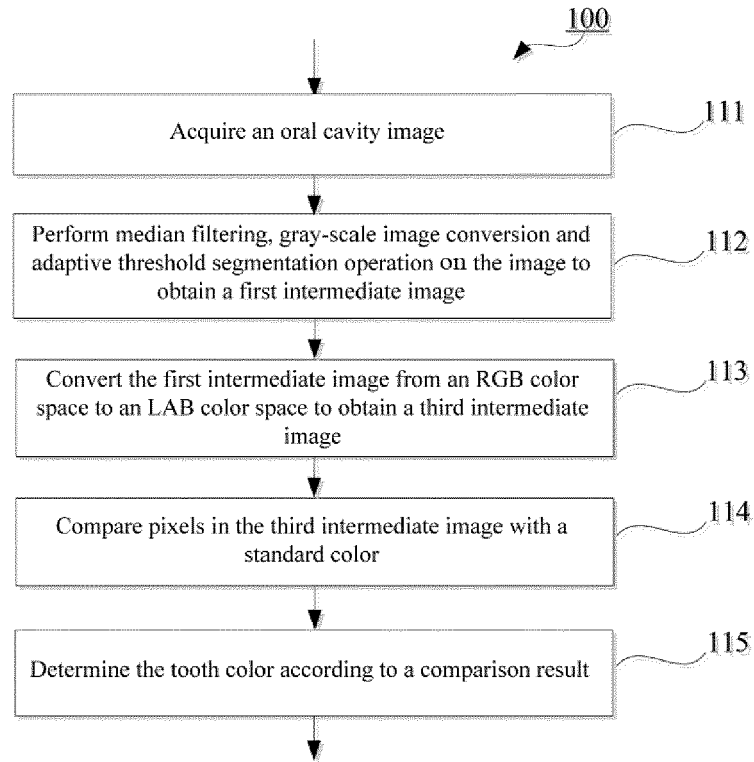 100
Acquire an oral cavity image
111
Perform median filtering, gray-scale image conversion and
adaptive threshold segmentation operation on the image to
obtain a first intermediate image
112
Convert the first intermediate image from an RGB color
space to an LAB color space to obtain a third intermediate
image
113
Compare pixels in the third intermediate image with a
standard color
114
Determine the tooth color according to a comparison result
115